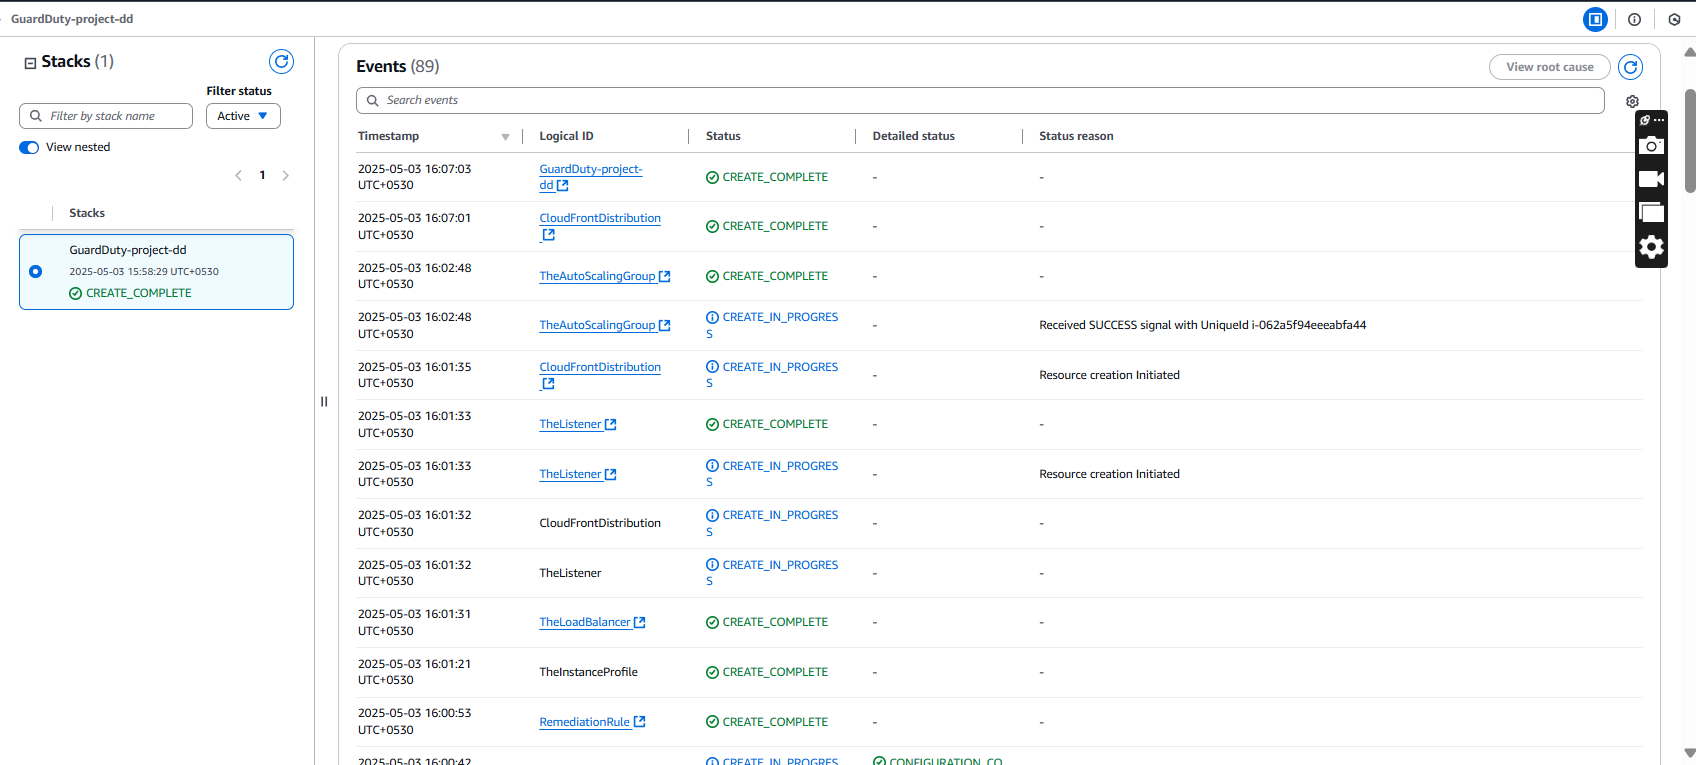 GuardDuty-project-dd
Stacks (1)
Filter status
Filter by stack name
Active
View nested
1
Stacks
GuardDuty-project-dd
2025-05-03 15:58:29 UTC+0530
CREATE_COMPLETE
Events (89)
View root cause
Search events
Timestamp Logical ID Status Detailed status Status reason
2025-05-03 16:07:03 GuardDuty-project-
UTC+0530 dd CREATE_COMPLETE - -
2025-05-03 16:07:01 CloudFrontDistribution
UTC+0530 CREATE_COMPLETE - -
2025-05-03 16:02:48
UTC+0530 TheAutoScalingGroup CREATE_COMPLETE - -
2025-05-03 16:02:48 CREATE_IN_PROGRES
UTC+0530 TheAutoScalingGroup S - Received SUCCESS signal with UniqueId i-062a5f94eeeabfa44
2025-05-03 16:01:35 CloudFrontDistribution CREATE_IN_PROGRES
UTC+0530 S - Resource creation Initiated
2025-05-03 16:01:33
UTC+0530 TheListener CREATE_COMPLETE - -
2025-05-03 16:01:33 CREATE_IN_PROGRES
UTC+0530 TheListener S - Resource creation Initiated
2025-05-03 16:01:32 CREATE_IN_PROGRES
UTC+0530 CloudFrontDistribution S - -
2025-05-03 16:01:32 CREATE_IN_PROGRES
UTC+0530 TheListener S - -
2025-05-03 16:01:31
UTC+0530 TheLoadBalancer CREATE_COMPLETE - -
2025-05-03 16:01:21
UTC+0530 TheInstanceProfile CREATE_COMPLETE - -
2025-05-03 16:00:53
UTC+0530 RemediationRule CREATE_COMPLETE - -
2025-05-03 16:00:42 CREATE_IN_PROGRES CONFIGURATION_CO